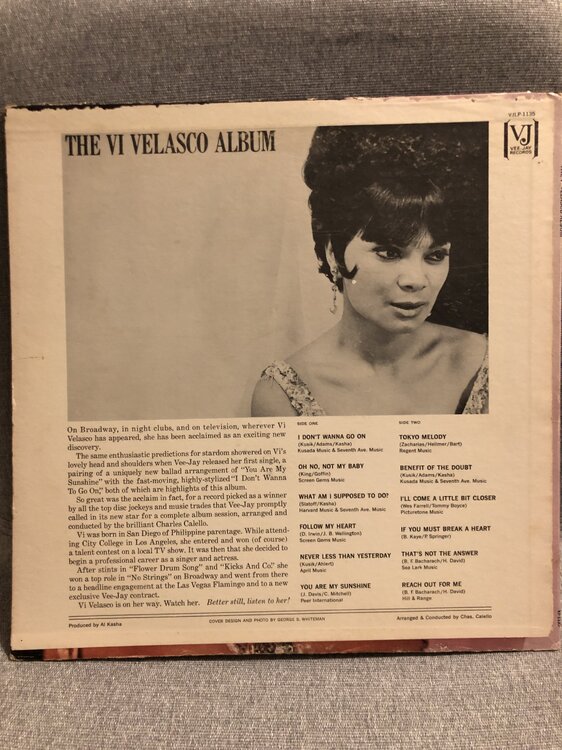 VJLP-1135
VJ
VEE-JAY
RECORDS
THE VI VELASCO ALBUM
On Broadway, in night clubs, and on television, wherever Vi
Velasco has appeared, she has been acclaimed as an exciting new
discovery.
The same enthusiastic predictions for stardom showered on Vi's
lovely head and shoulders when Vee-Jay released her first single, a
pairing of a uniquely new ballad arrangement of "You Are My
Sunshine" with the fast-moving, highly-stylized "I Don't Wanna
To Go On", both of which are highlights of this album.
So great was the acclaim in fact, for a record picked as a winner
by all the top disc jockeys and music trades that Vee-Jay promptly
called in its new star for a complete album session, arranged and
conducted by the brilliant Charles Calello.
Vi was born in San Diego of Philippine parentage. While attend-
ing City College in Los Angeles, she entered and won (of course)
a talent contest on a local TV show. It was then that she decided to
begin a professional career as a singer and actress.
After stints in "Flower Drum Song" and "Kicks And Co." she
won a top role in "No Strings" on Broadway and went from there
to a headline engagement at the Las Vegas Flamingo and to a new
exclusive Vee-Jay contract.
Vi Velasco is on her way. Watch her. Better still, listen to her!
SIDE ONE
I DON'T WANNA GO ON
(Kusik/Adams/Kasha)
Kusada Music & Seventh Ave. Music
OH NO, NOT MY BABY
(King/Goffin)
Screen Gems Music
WHAT AM I SUPPOSED TO DO?
(Slatoff/Kasha)
Harvard Music & Seventh Ave. Music
FOLLOW MY HEART
(D. Irwin/J. B. Wallington)
Screen Gems Music
NEVER LESS THAN YESTERDAY
(Kusik/Ahlert)
April Music
YOU ARE MY SUNSHINE
(J. Davis/C. Mitchell)
Peer International
SIDE TWO
TOKYO MELODY
(Zacharias/Hellmer/Bart)
Regent Music
BENEFIT OF THE DOUBT
(Kusik/Adams/Kasha)
Kusada Music & Seventh Ave. Music
I'LL COME A LITTLE BIT CLOSER
(Wes Farrell/Tommy Boyce)
Picturetone Music
IF YOU MUST BREAK A HEART
(B. Kaye/P. Springer)
THAT'S NOT THE ANSWER
(B. F. Bacharach/H. David)
Sea Lark Music
REACH OUT FOR ME
(B. F. Bacharach/H. David)
Hill & Range
Produced by Al Kasha
COVER DESIGN AND PHOTO BY GEORGE S. WHITEMAN
Arranged & Conducted by Chas. Calello